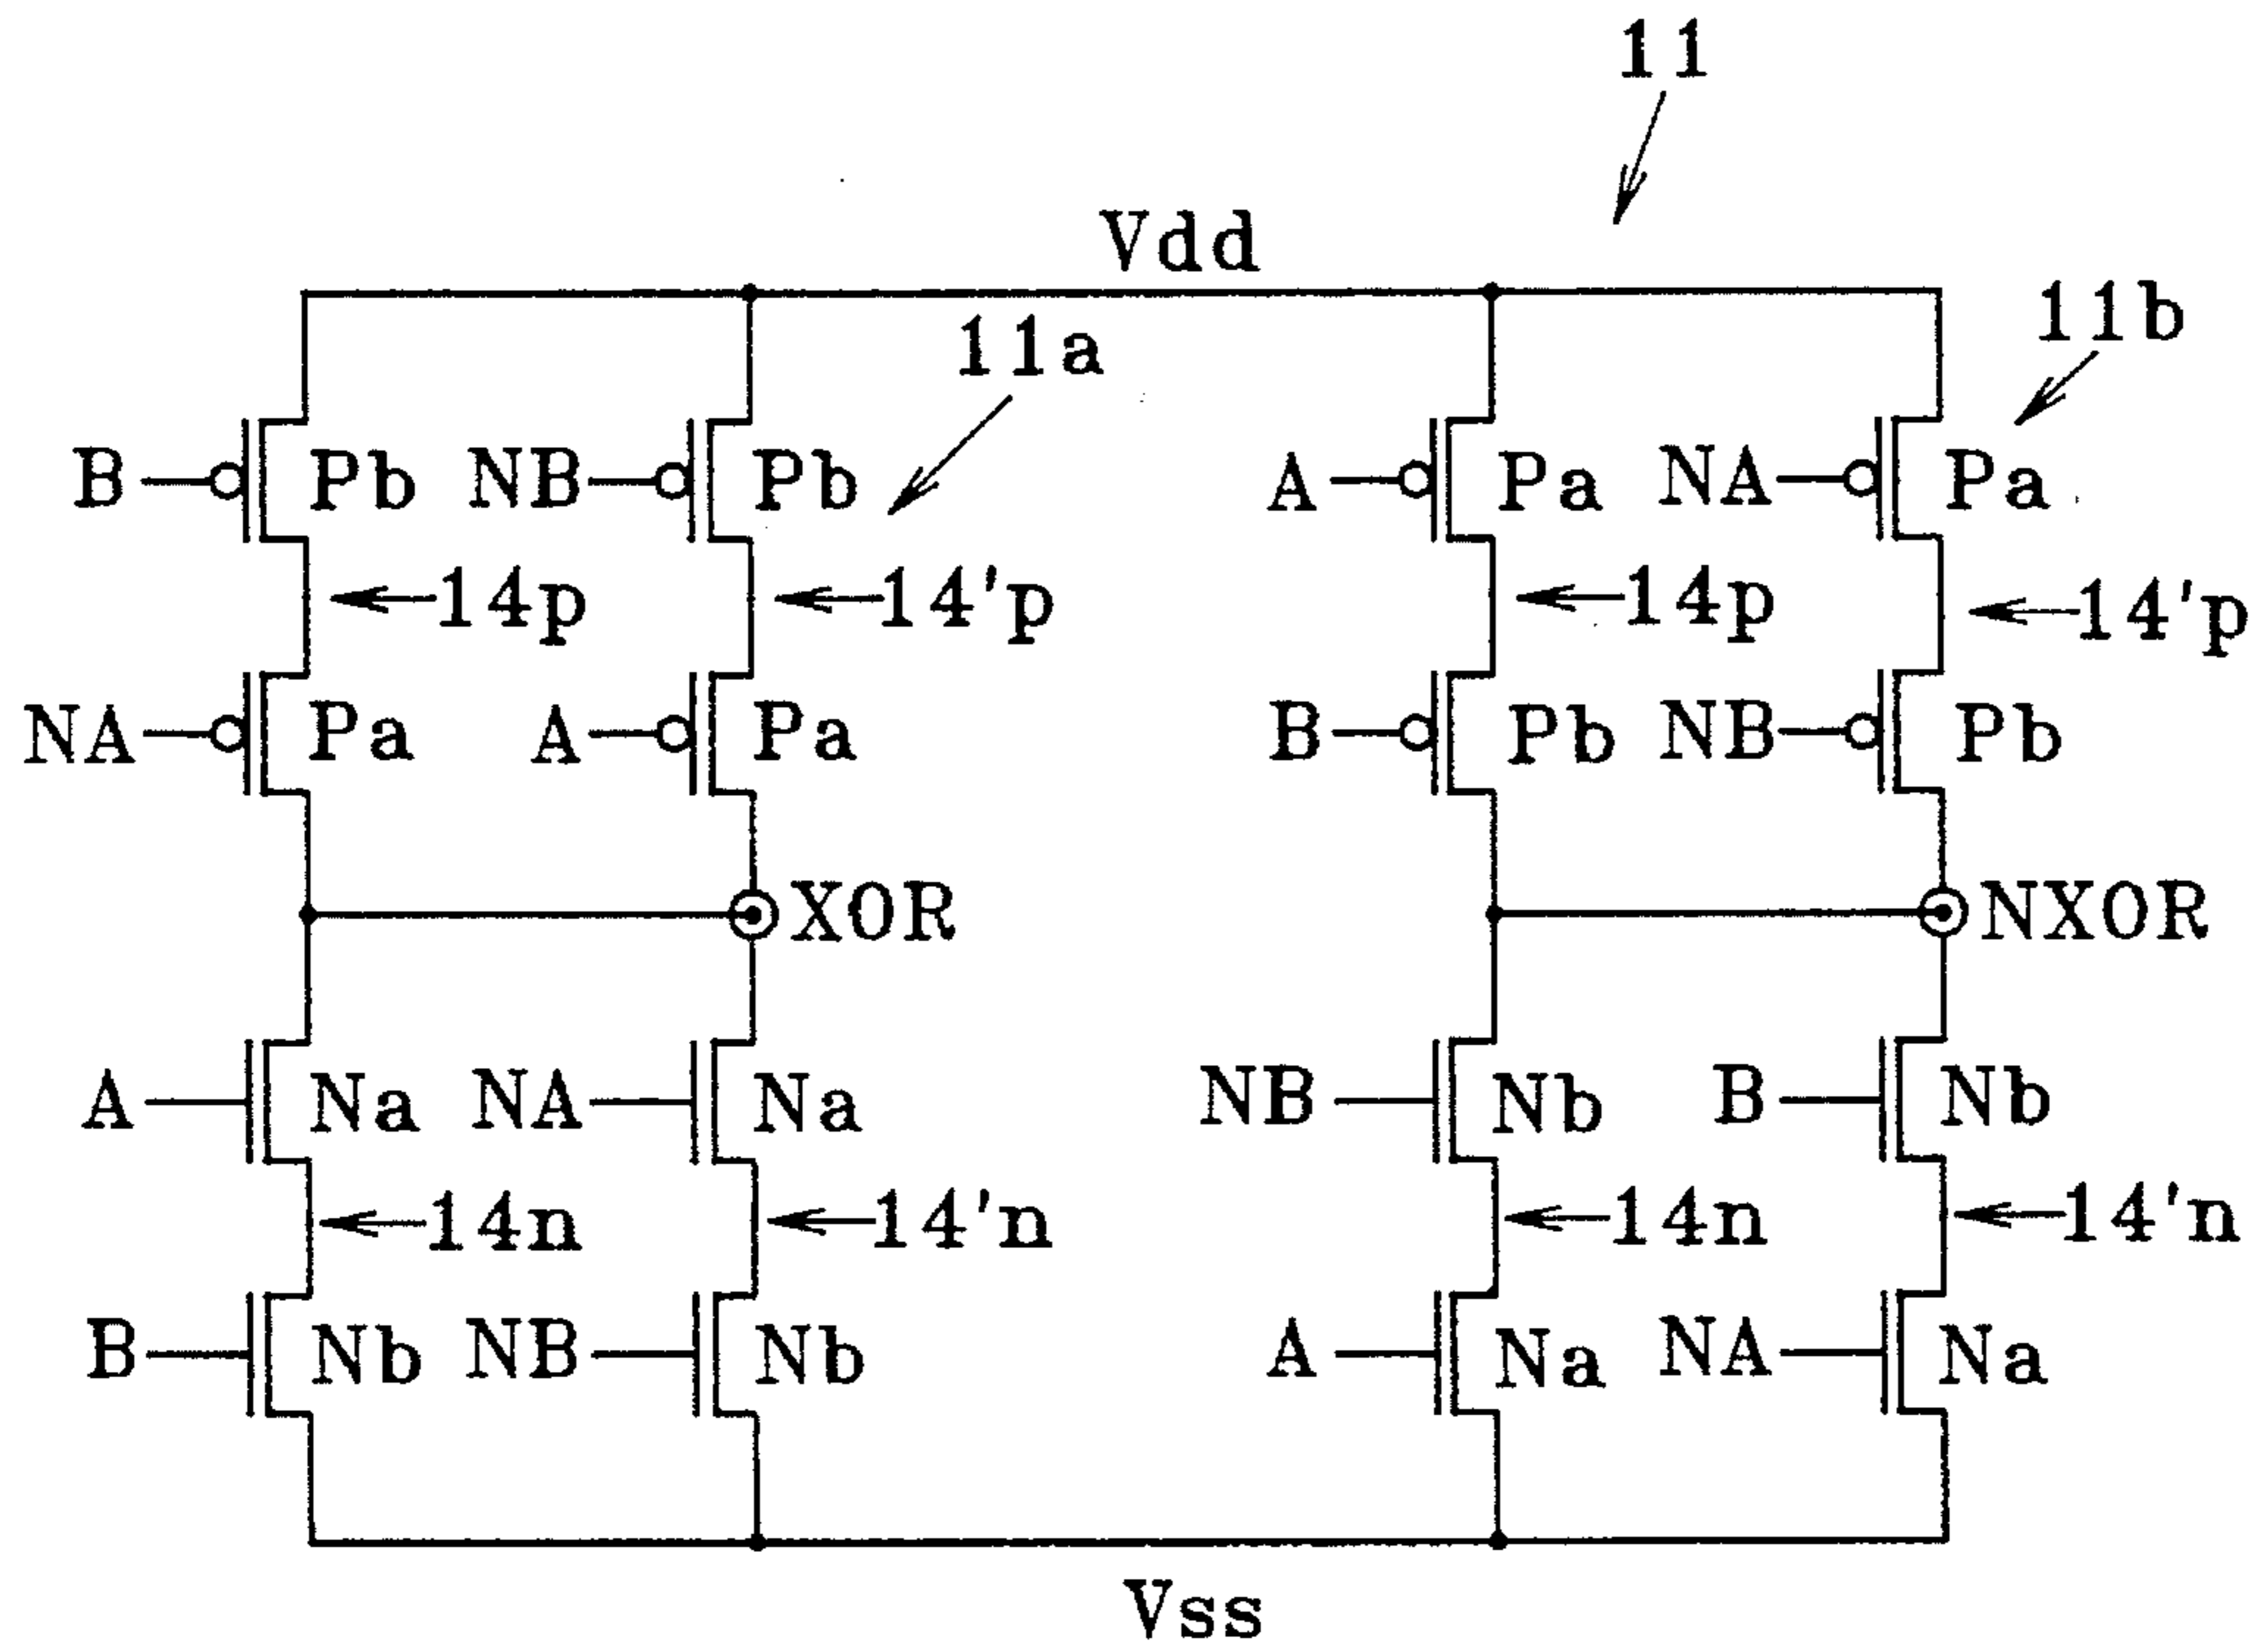 11
Vdd
11a
11b
B Pb NB Pb A Pa NA Pa
14p 14'p 14p 14'p
NA Pa A Pa B Pb NB Pb
XOR NXOR
A Na NA Na NB Nb B Nb
14n 14'n 14n 14'n
B Nb NB Nb A Na NA Na
Vss